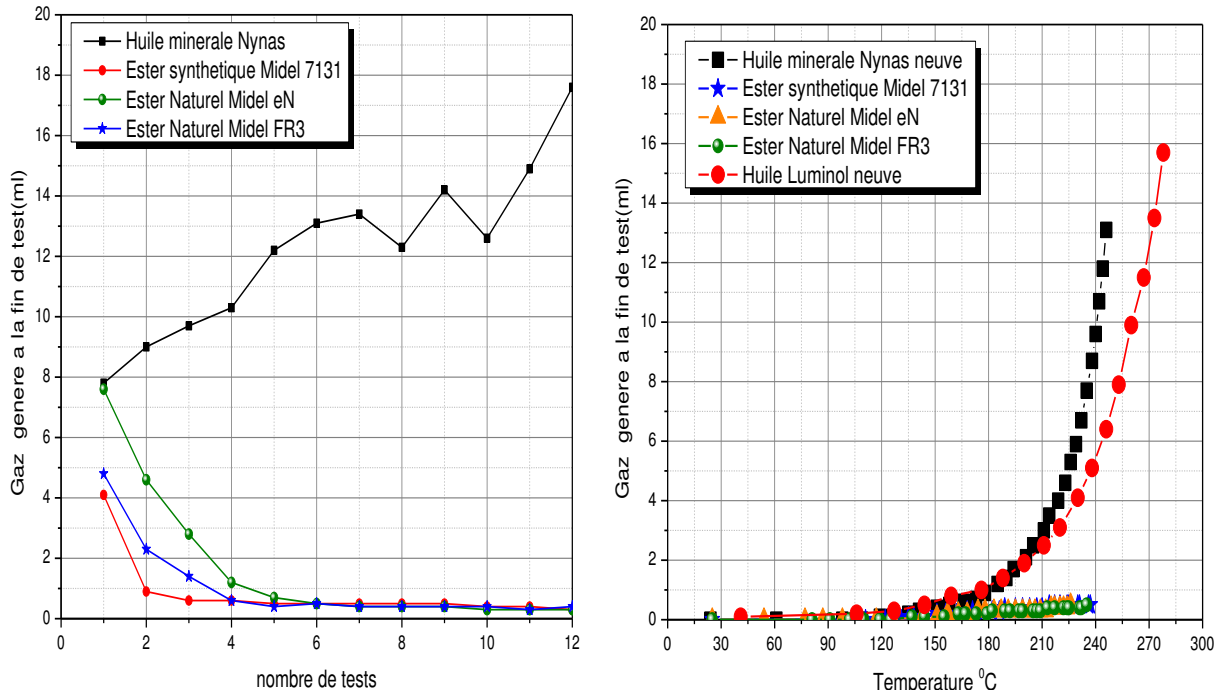 Gaz genere a la fin de test(ml)
20
18
16
14
12
10
8
6
4
2
0
Huile minerale Nynas
Ester synthetique Midel 7131
Ester Naturel Midel eN
Ester Naturel Midel FR3
0 2 4 6 8 10 12
nombre de tests
Gaz genere a la fin de test(ml)
20
18
16
14
12
10
8
6
4
2
0
Huile minerale Nynas neuve
Ester synthetique Midel 7131
Ester Naturel Midel eN
Ester Naturel Midel FR3
Huile Luminol neuve
0 30 60 90 120 150 180 210 240 270 300
Temperature ⁰C